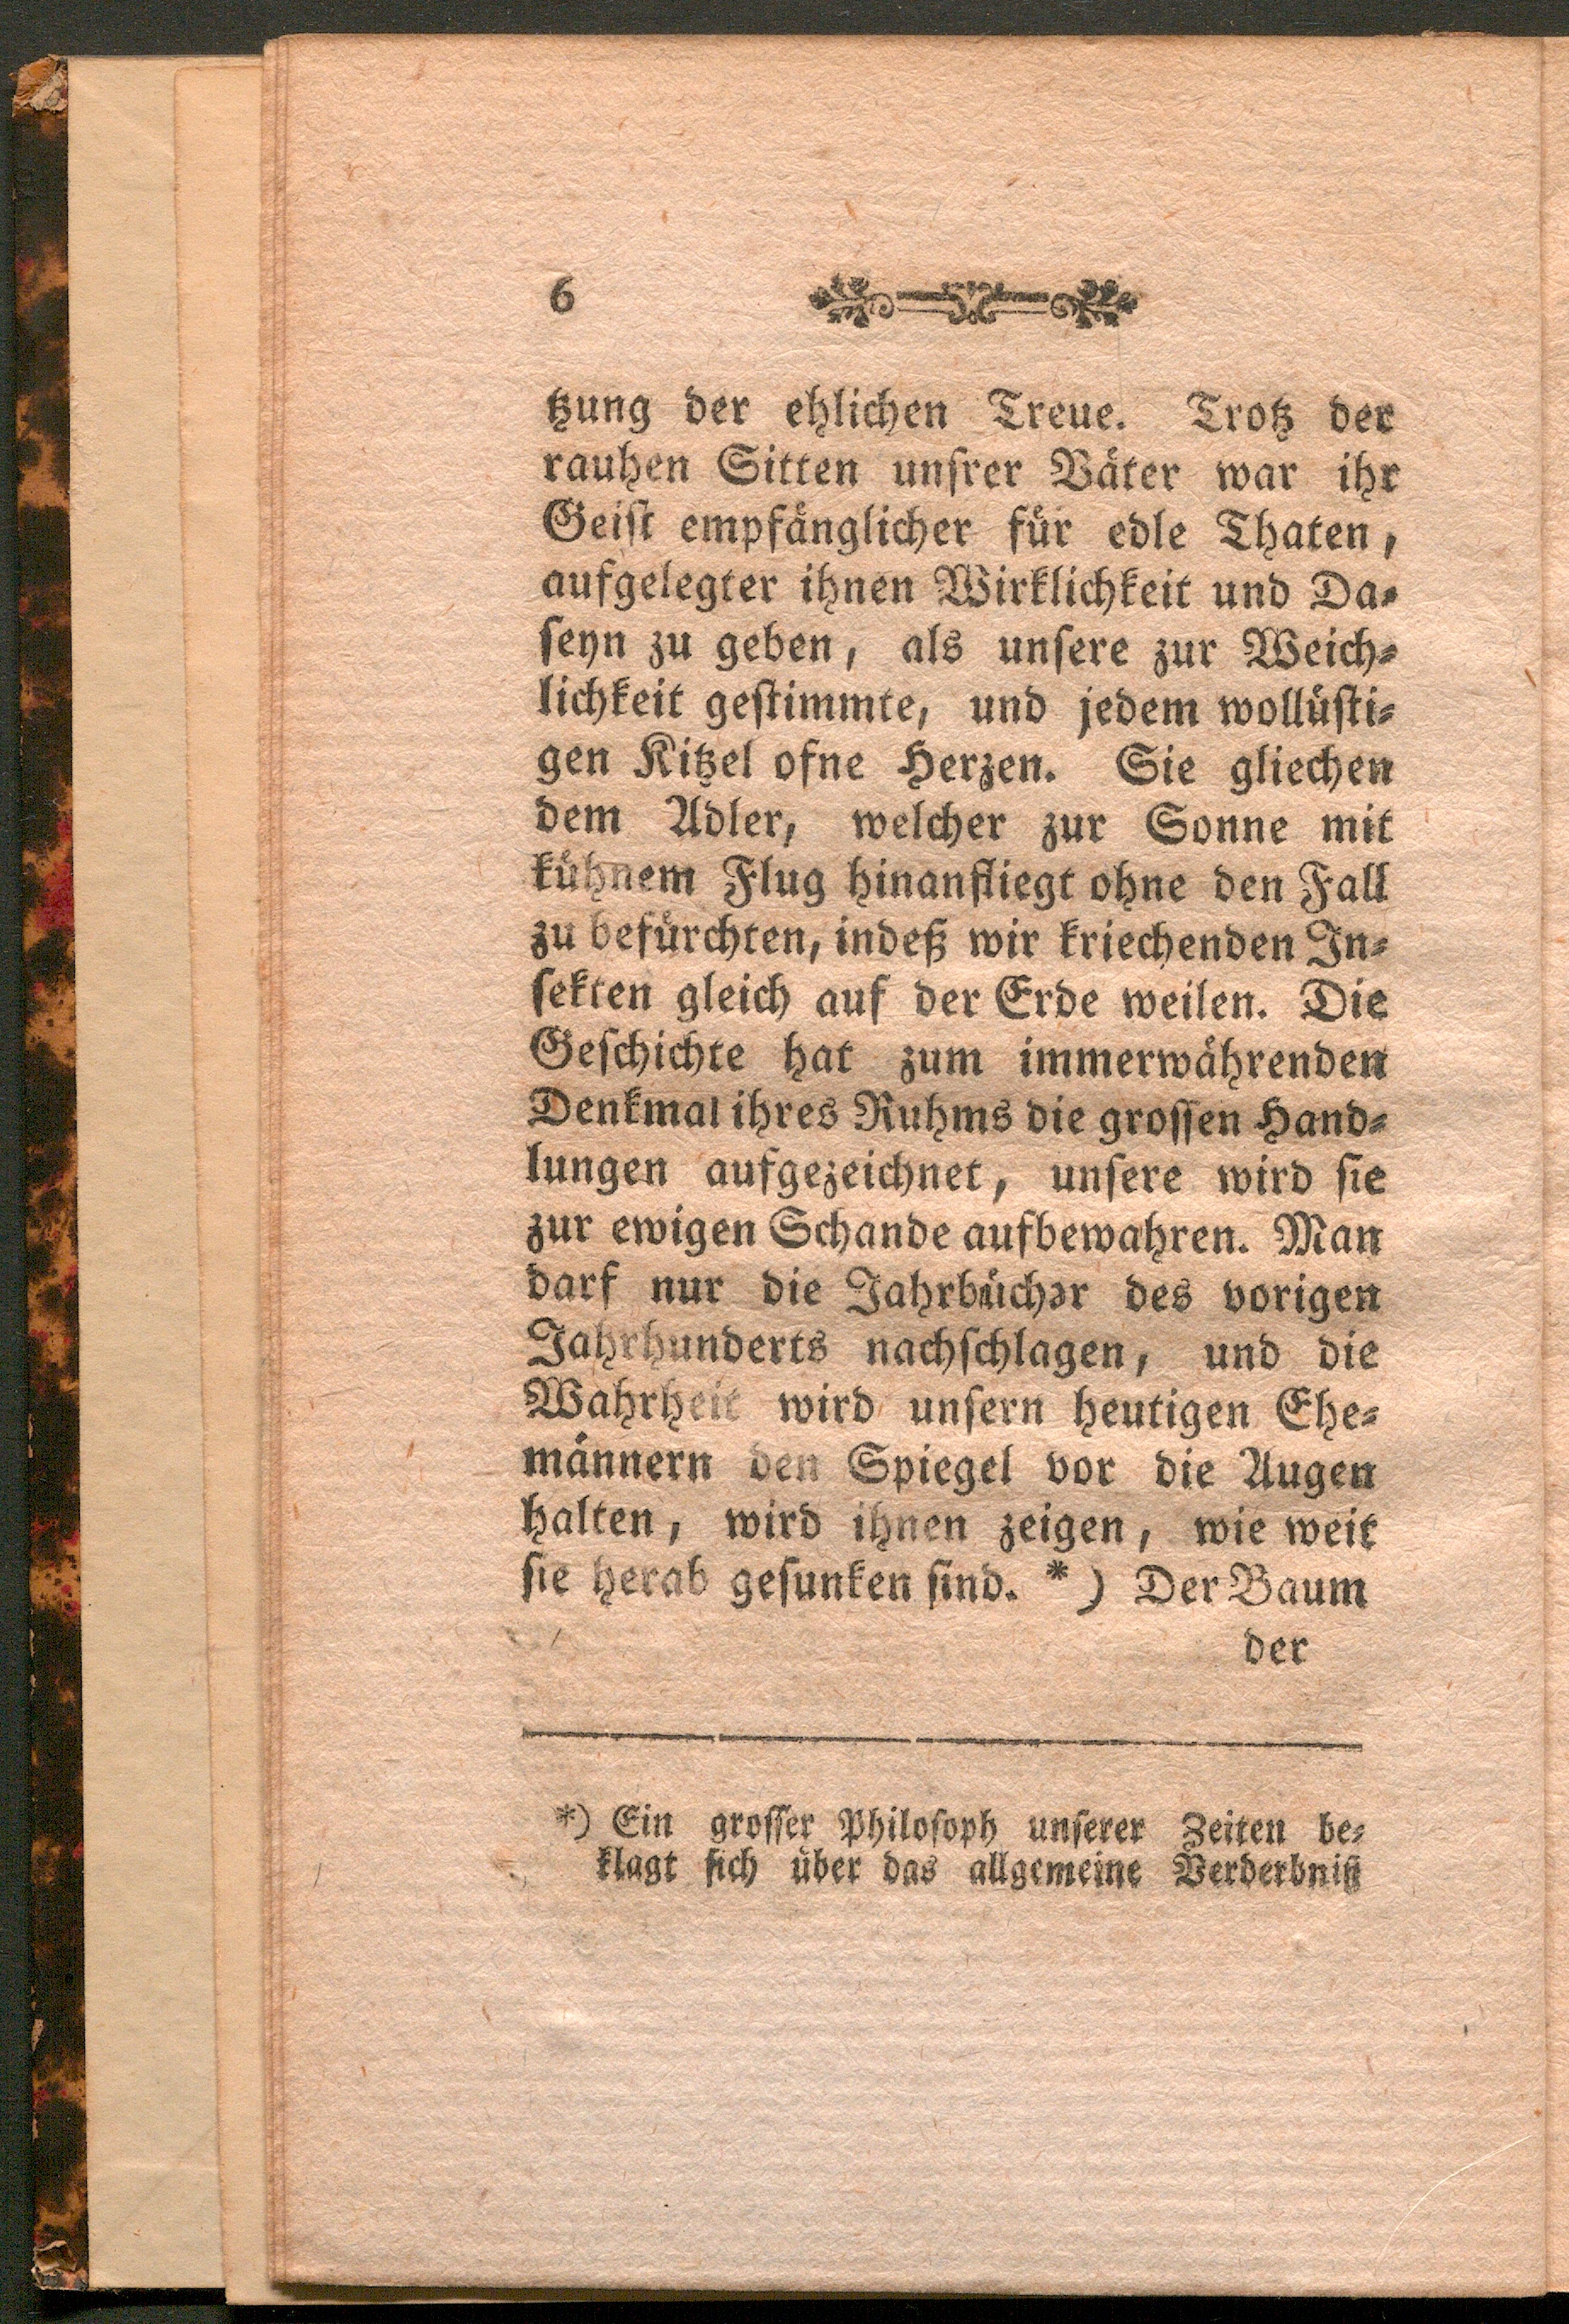 6
tzung der ehlichen Treue. Trotz der
rauhen Sitten unsrer Väter war ihr
Geist empfänglicher für edle Thaten,
aufgelegter ihnen Wirklichkeit und Da-
seyn zu geben, als unsere zur Weich-
lichkeit gestimmte, und jedem wollüsti-
gen Kitzel ofne Herzen. Sie gliechen
dem Adler, welcher zur Sonne mit
kühnem Flug hinanfliegt ohne den Fall
zu befürchten, indeß wir kriechenden In-
sekten gleich auf der Erde weilen. Die
Geschichte hat zum immerwährenden
Denkmal ihres Ruhms die grossen Hand-
lungen aufgezeichnet, unsere wird sie
zur ewigen Schande aufbewahren. Man
darf nur die Jahrbüchər des vorigen
Jahrhunderts nachschlagen, und die
Wahrheit wird unsern heutigen Ehe-
männern den Spiegel vor die Augen
halten, wird ihnen zeigen, wie weit
sie herab gesunken sind. *) Der Baum
der
*) Ein grosser Philosoph unserer Zeiten be-
klagt sich über das allgemeine Verderbniß